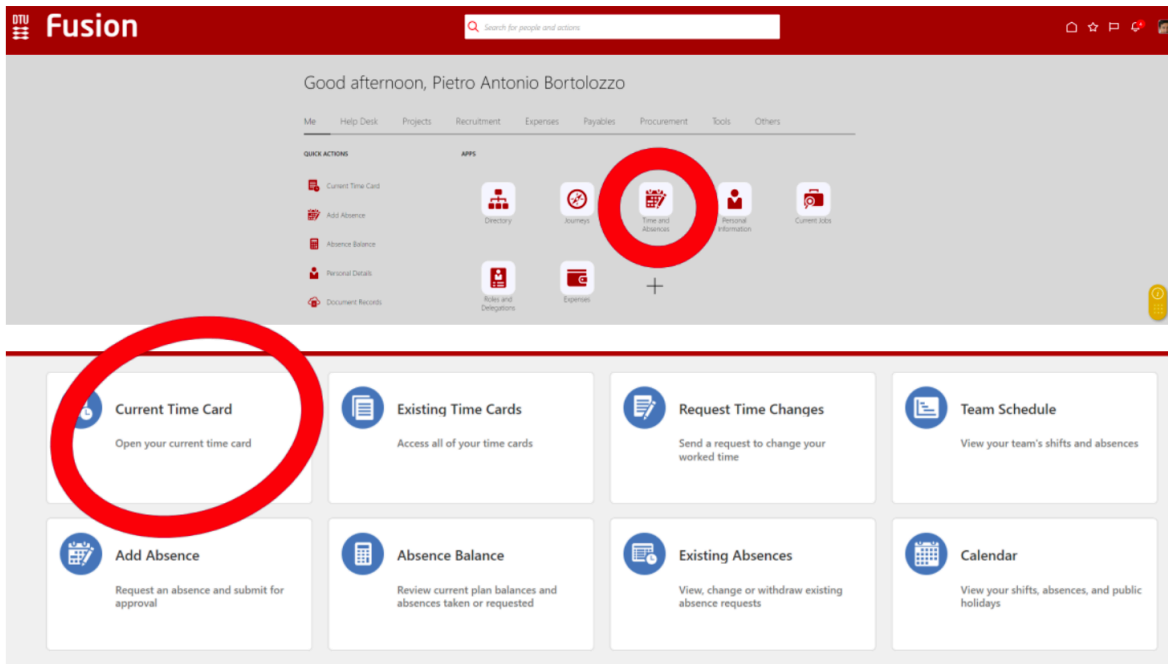 DTU
Fusion
Search for people and actions
Good afternoon, Pietro Antonio Bortolozzo
Me Help Desk Projects Recruitment Expenses Payables Procurement Tools Others
QUICK ACTIONS
APPS
Current Time Card
Add Absence
Absence Balance
Personal Details
Document Records
Directory
Journeys
Time and
Absences
Personal
Information
Current Jobs
Roles and
Delegations
Expenses
Current Time Card
Open your current time card
Existing Time Cards
Access all of your time cards
Request Time Changes
Send a request to change your
worked time
Team Schedule
View your team's shifts and absences
Add Absence
Request an absence and submit for
approval
Absence Balance
Review current plan balances and
absences taken or requested
Existing Absences
View, change or withdraw existing
absence requests
Calendar
View your shifts, absences, and public
holidays